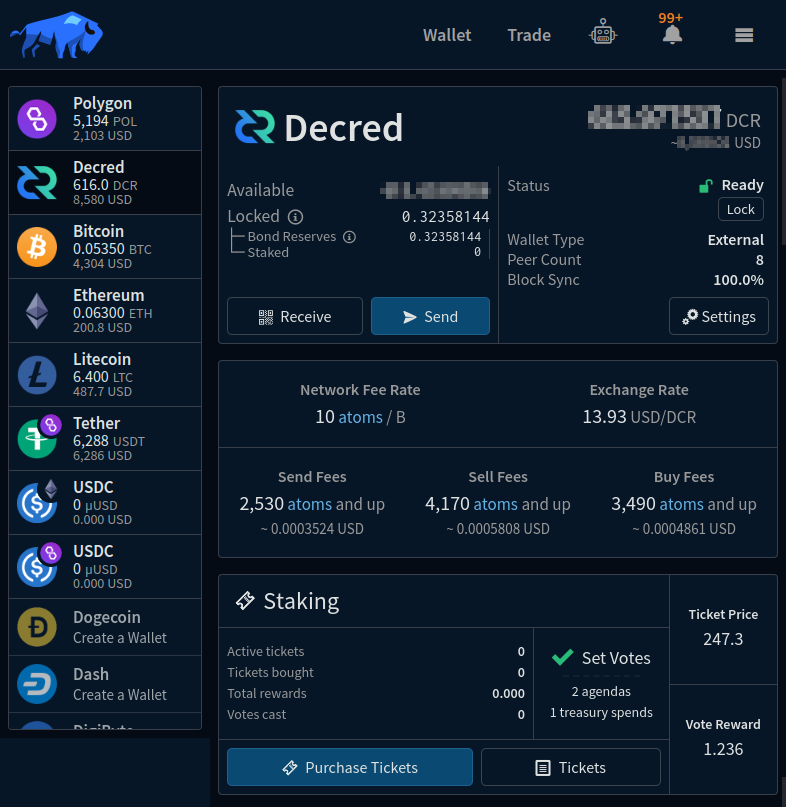 Wallet
Trade
99+
Polygon
5,194 POL
2,103 USD
Decred
616.0 DCR
8,580 USD
Bitcoin
0.05350 BTC
4,304 USD
Ethereum
0.06300 ETH
200.8 USD
Litecoin
6.400 LTC
487.7 USD
Tether
6,288 USDT
6,286 USD
USDC
0 µUSD
0.000 USD
USDC
0 µUSD
0.000 USD
Dogecoin
Create a Wallet
Dash
Create a Wallet
DigiByte
Decred
DCR
~ USD
Available
Locked 0.32358144
Bond Reserves 0.32358144
Staked 0
Receive
Send
Status Ready
Lock
Wallet Type External
Peer Count 8
Block Sync 100.0%
Settings
Network Fee Rate
10 atoms / B
Exchange Rate
13.93 USD/DCR
Send Fees
2,530 atoms and up
~ 0.0003524 USD
Sell Fees
4,170 atoms and up
~ 0.0005808 USD
Buy Fees
3,490 atoms and up
~ 0.0004861 USD
Staking
Active tickets 0
Tickets bought 0
Total rewards 0.000
Votes cast 0
Set Votes
2 agendas
1 treasury spends
Purchase Tickets
Tickets
Ticket Price
247.3
Vote Reward
1.236